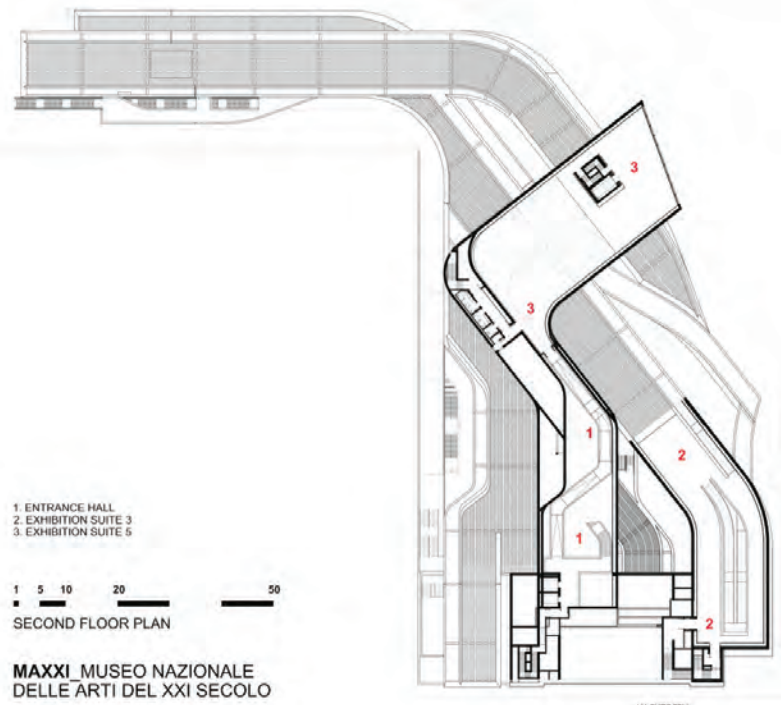 3
3
1
2
1
2
1. ENTRANCE HALL
2. EXHIBITION SUITE 3
3. EXHIBITION SUITE 5
1 5 10 20 50
SECOND FLOOR PLAN
MAXXI_MUSEO NAZIONALE
DELLE ARTI DEL XXI SECOLO